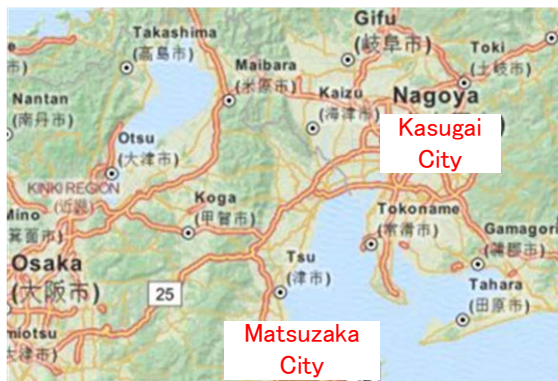 Takashima
(高島市)
Gifu
(岐阜市)
Toki
(土岐市)
Maibara
(米原市)
Kaizu
(海津市)
Nagoya
Nantan
(南丹市)
Kasugai
City
Otsu
(大津市)
KINKI REGION
(近畿)
Koga
(甲賀市)
Mino
箕面市)
Tokoname
(常滑市)
Gamagori
(蒲郡市)
Osaka
(大阪市)
Tsu
(津市)
25
Tahara
(田原市)
Matsuzaka
City